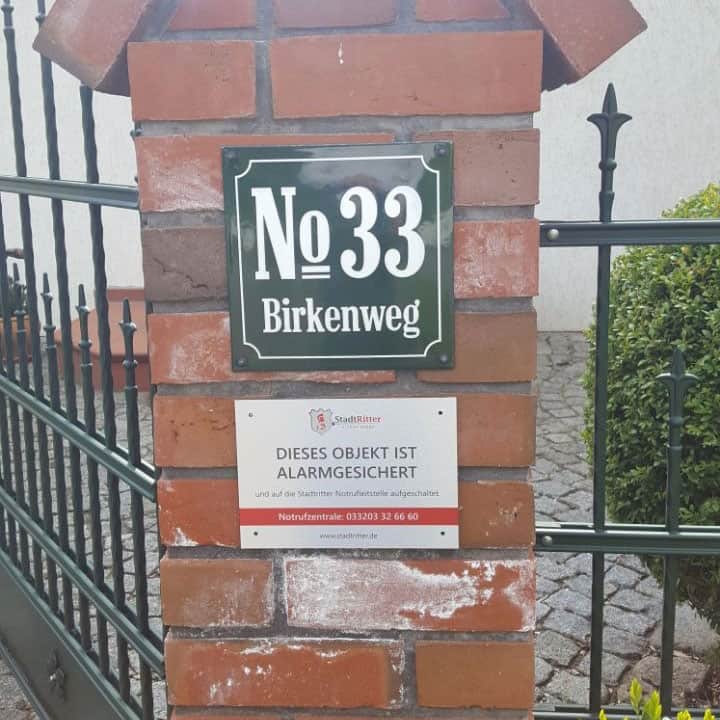 No 33
Birkenweg
StadtRitter
DIESES OBJEKT IST
ALARMGESICHERT
und auf die Stadtritter Notrufleitstelle aufgeschaltet
Notrufzentrale: 033203 32 66 60
www.stadtritter.de